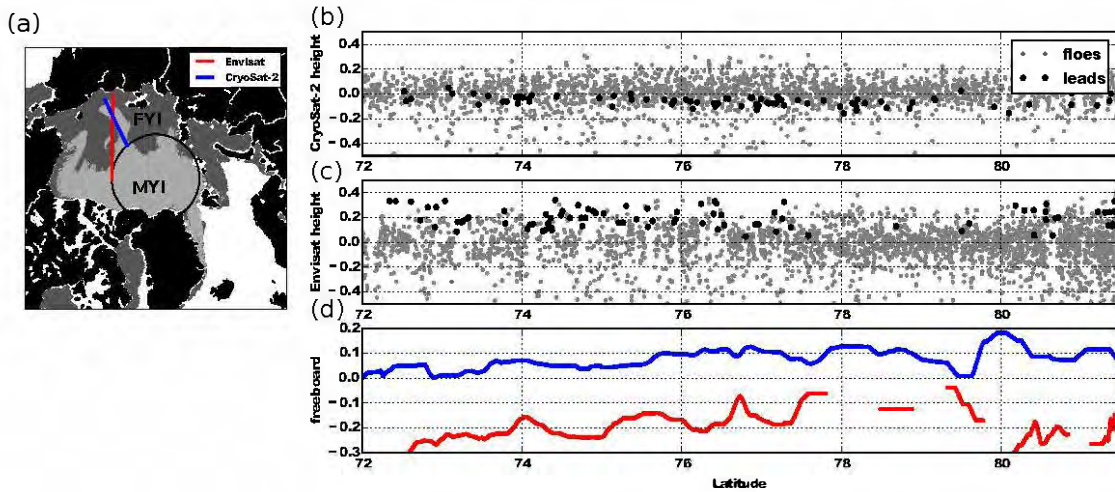 (a)
Envisat
CryoSat-2
FYI
MYI
(b)
CryoSat-2 height
0.4
0.2
0.0
−0.2
−0.4
floes
leads
72 74 76 78 80
(c)
Envisat height
0.4
0.2
0.0
−0.2
−0.4
72 74 76 78 80
(d)
freeboard
0.2
0.1
0.0
−0.1
−0.2
−0.3
72 74 76 78 80
Latitude